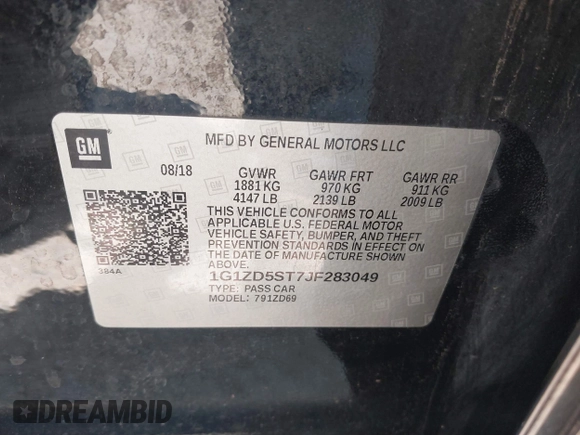 GM
MFD BY GENERAL MOTORS LLC
08/18 GVWR GAWR FRT GAWR RR
1881 KG 970 KG 911 KG
4147 LB 2139 LB 2009 LB
THIS VEHICLE CONFORMS TO ALL
APPLICABLE U.S. FEDERAL MOTOR
VEHICLE SAFETY, BUMPER, AND THEFT
PREVENTION STANDARDS IN EFFECT ON
THE DATE OF MANUFACTURE SHOWN
ABOVE.
384A
1G1ZD5ST7JF283049
TYPE: PASS CAR
MODEL: 791ZD69
DREAMBID